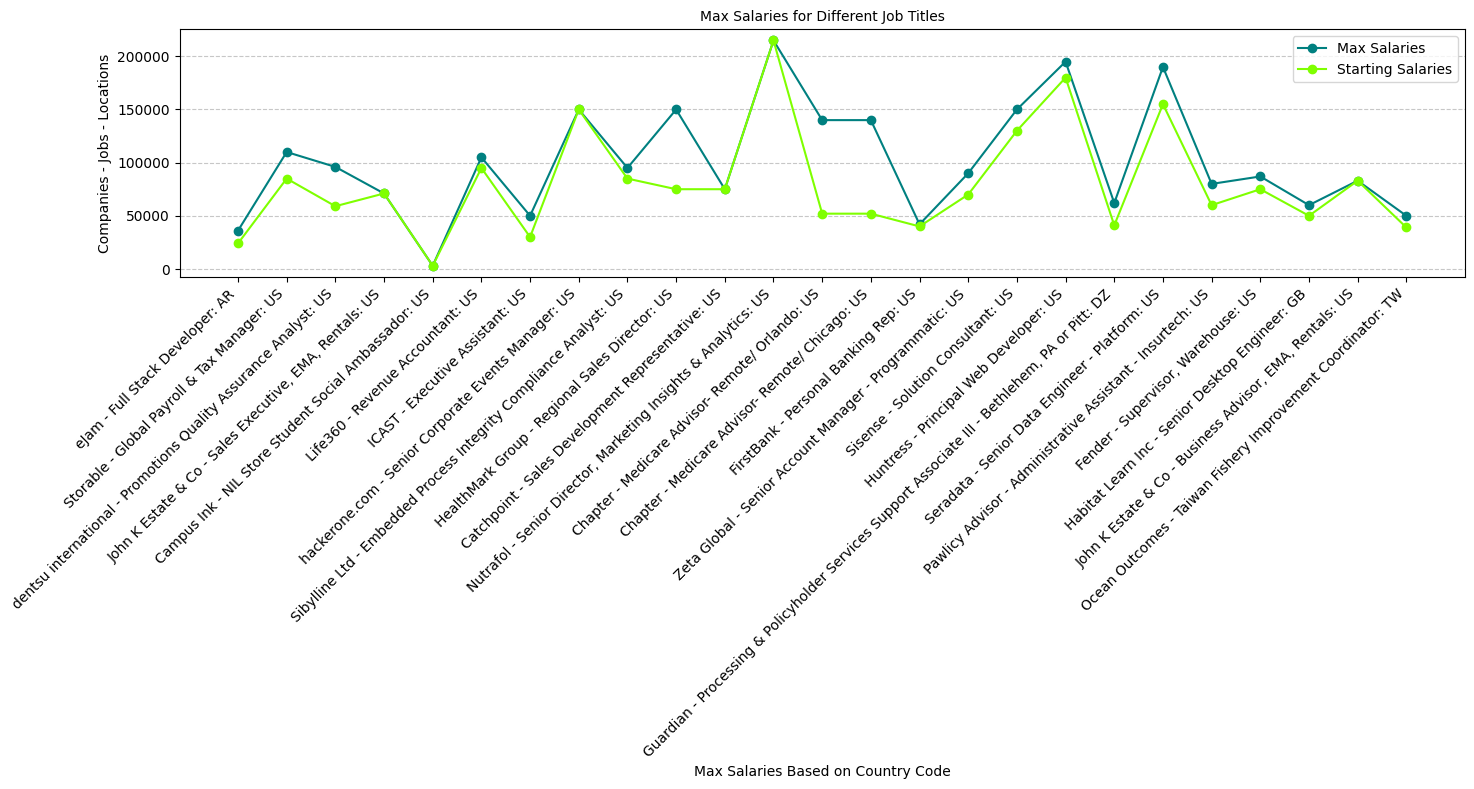 Max Salaries for Different Job Titles
Max Salaries
Starting Salaries
Companies - Jobs - Locations
200000
150000
100000
50000
0
eJam - Full Stack Developer: AR
Storable - Global Payroll & Tax Manager: US
dentsu international - Promotions Quality Assurance Analyst: US
John K Estate & Co - Sales Executive, EMA, Rentals: US
Campus Ink - NIL Store Student Social Ambassador: US
Life360 - Revenue Accountant: US
ICAST - Executive Assistant: US
hackerone.com - Senior Corporate Events Manager: US
Sibylline Ltd - Embedded Process Integrity Compliance Analyst: US
HealthMark Group - Regional Sales Director: US
Catchpoint - Sales Development Representative: US
Nutrafol - Senior Director, Marketing Insights & Analytics: US
Chapter - Medicare Advisor- Remote/ Orlando: US
Chapter - Medicare Advisor- Remote/ Chicago: US
FirstBank - Personal Banking Rep: US
Zeta Global - Senior Account Manager - Programmatic: US
Sisense - Solution Consultant: US
Huntress - Principal Web Developer: US
Guardian - Processing & Policyholder Services Support Associate III - Bethlehem, PA or Pitt: DZ
Seradata - Senior Data Engineer - Platform: US
Pawlicy Advisor - Administrative Assistant - Insurtech: US
Fender - Supervisor, Warehouse: US
Habitat Learn Inc - Senior Desktop Engineer: GB
John K Estate & Co - Business Advisor, EMA, Rentals: US
Ocean Outcomes - Taiwan Fishery Improvement Coordinator: TW
Max Salaries Based on Country Code